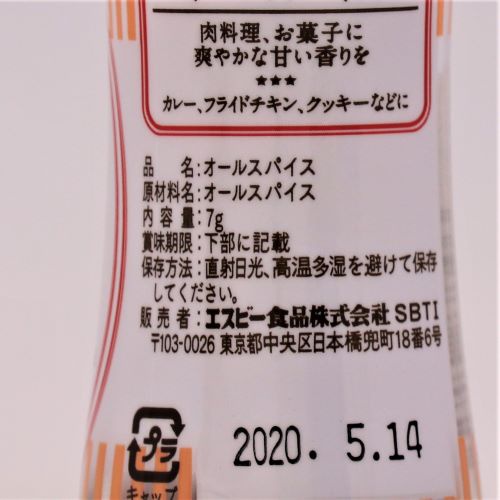 肉料理、お菓子に
爽やかな甘い香りを
★★★
カレー、フライドチキン、クッキーなどに
品名:オールスパイス
原材料名:オールスパイス
内容量:7g
賞味期限:下部に記載
保存方法:直射日光、高温多湿を避けて保存
してください。
販売者:エスビー食品株式会社 SBTI
〒103-0026 東京都中央区日本橋兜町18番6号
プラ
キャップ
2020. 5.14